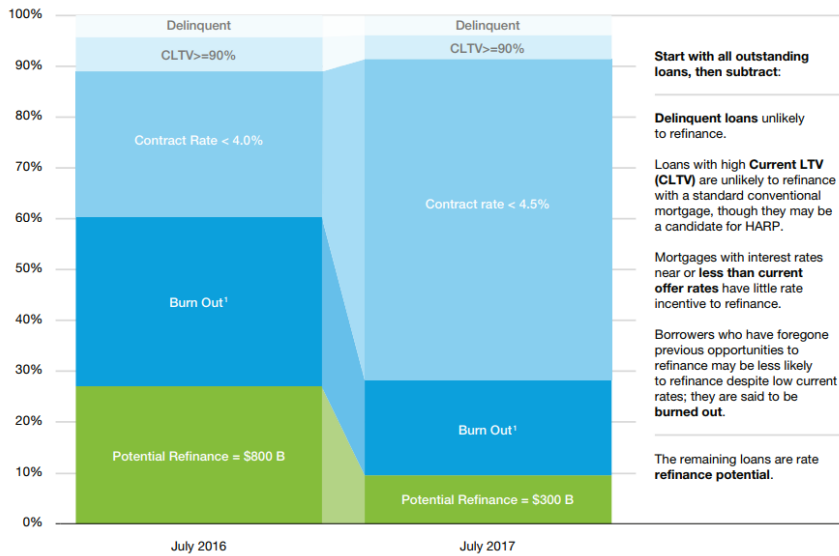 100%
90%
80%
70%
60%
50%
40%
30%
20%
10%
0%
Delinquent
CLTV>=90%
Contract Rate < 4.0%
Burn Out¹
Potential Refinance = $800 B
July 2016
Delinquent
CLTV>=90%
Contract rate < 4.5%
Burn Out¹
Potential Refinance = $300 B
July 2017
Start with all outstanding
loans, then subtract:
Delinquent loans unlikely
to refinance.
Loans with high Current LTV
(CLTV) are unlikely to refinance
with a standard conventional
mortgage, though they may be
a candidate for HARP.
Mortgages with interest rates
near or less than current
offer rates have little rate
incentive to refinance.
Borrowers who have foregone
previous opportunities to
refinance may be less likely
to refinance despite low current
rates; they are said to be
burned out.
The remaining loans are rate
refinance potential.